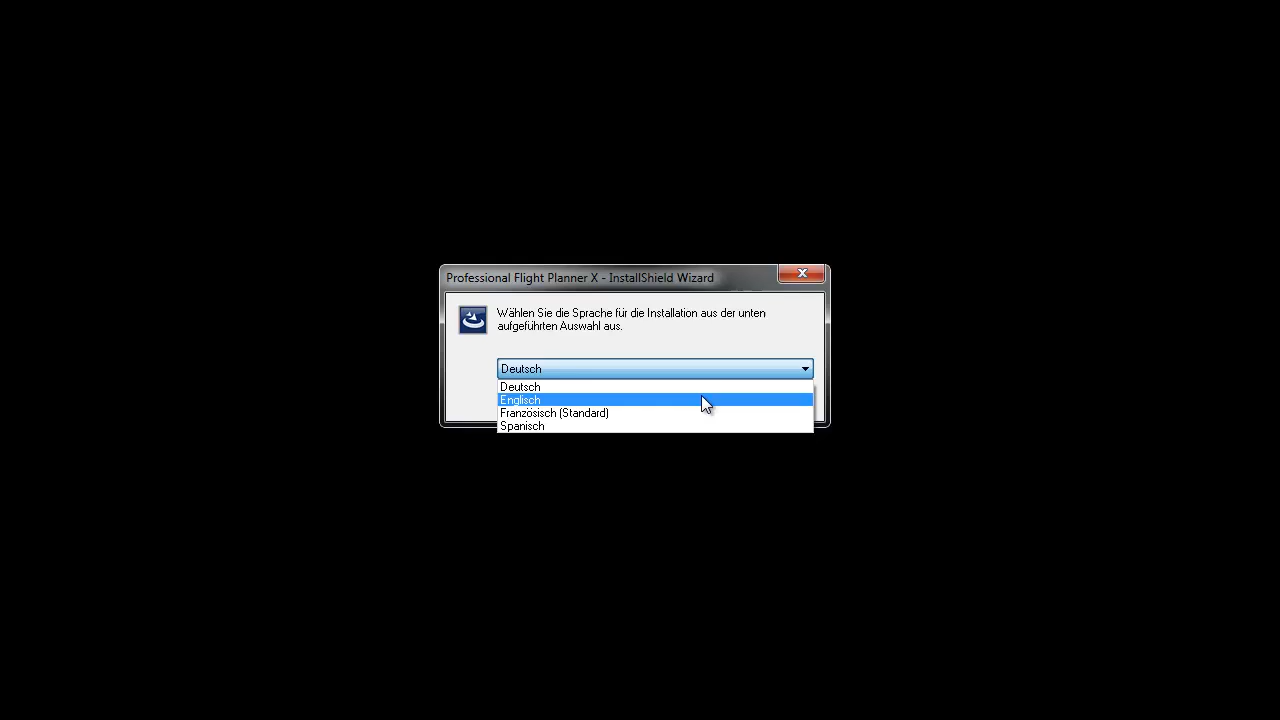 Professional Flight Planner X - InstallShield Wizard
Wählen Sie die Sprache für die Installation aus der unten
aufgeführten Auswahl aus.
Deutsch
Deutsch
Englisch
Französisch (Standard)
Spanisch